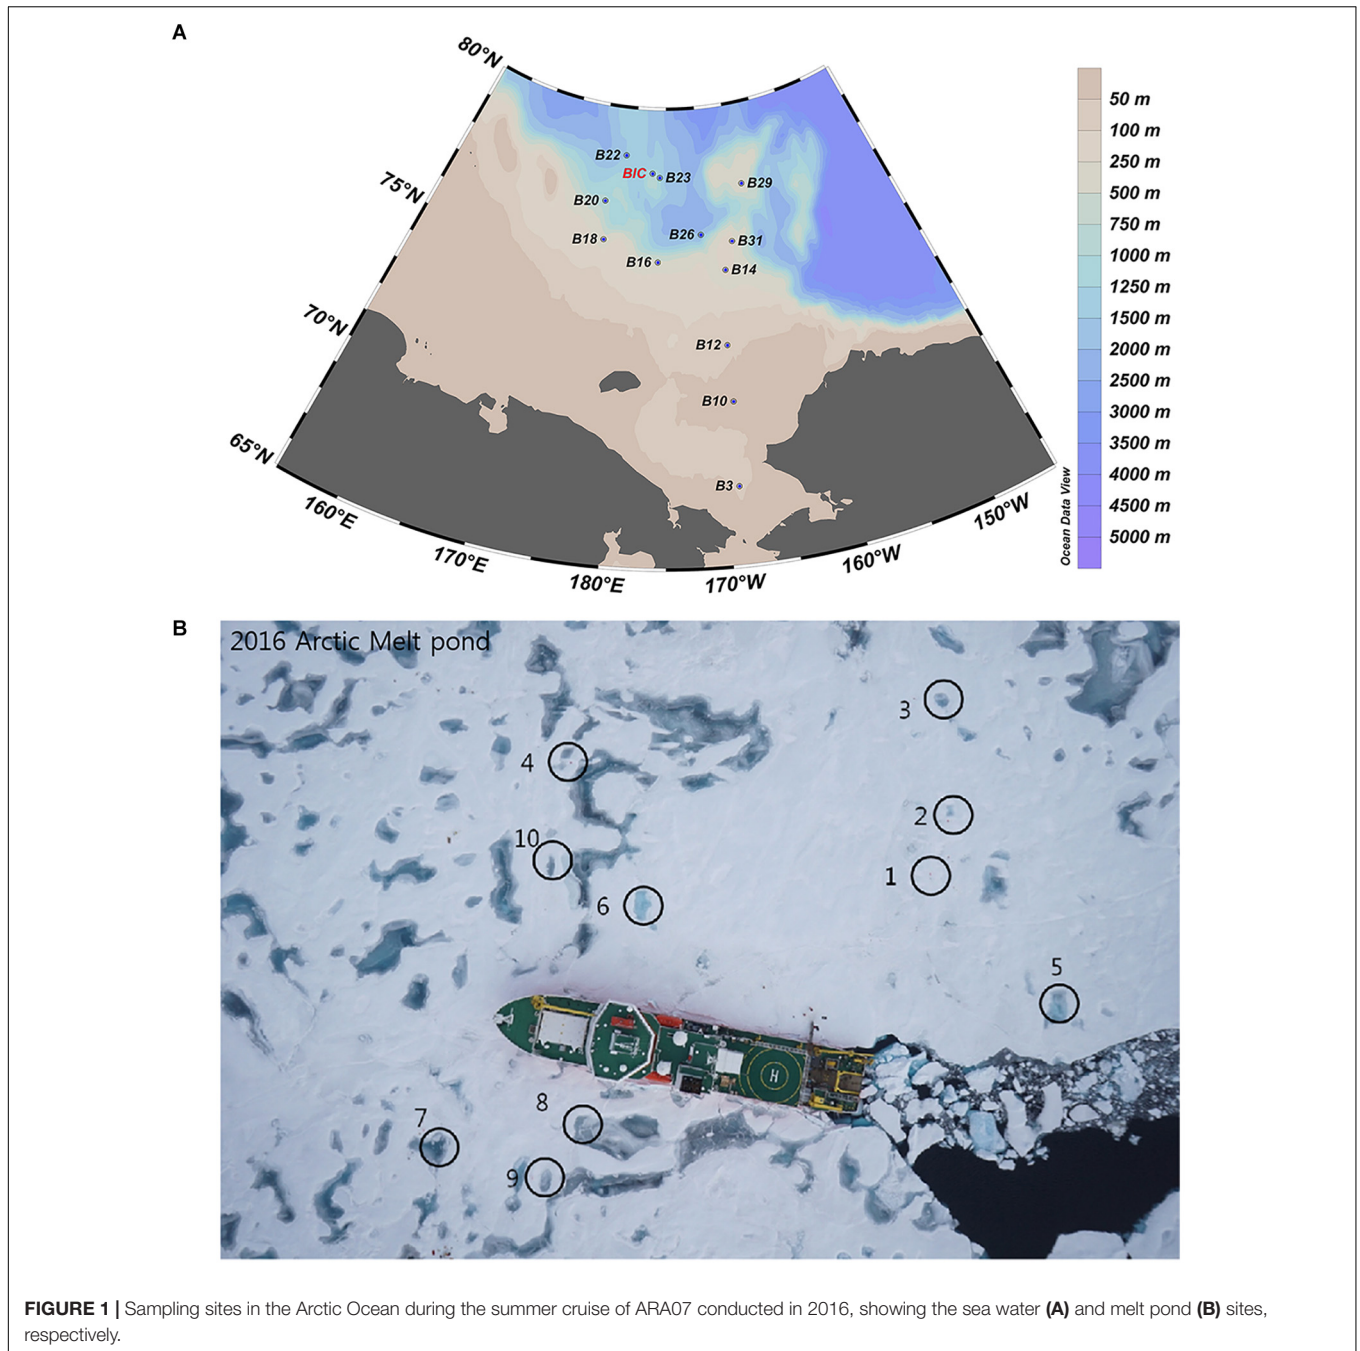 A
80°N
75°N
70°N
65°N
160°E
170°E
180°E
170°W
160°W
150°W
B22
BIC
B23
B29
B20
B18
B26
B31
B16
B14
B12
B10
B3
50 m
100 m
250 m
500 m
750 m
1000 m
1250 m
1500 m
2000 m
2500 m
3000 m
3500 m
4000 m
4500 m
5000 m
Ocean Data View
B
2016 Arctic Melt pond
3
4
2
10
1
6
5
H
8
7
9
FIGURE 1 | Sampling sites in the Arctic Ocean during the summer cruise of ARA07 conducted in 2016, showing the sea water (A) and melt pond (B) sites,
respectively.